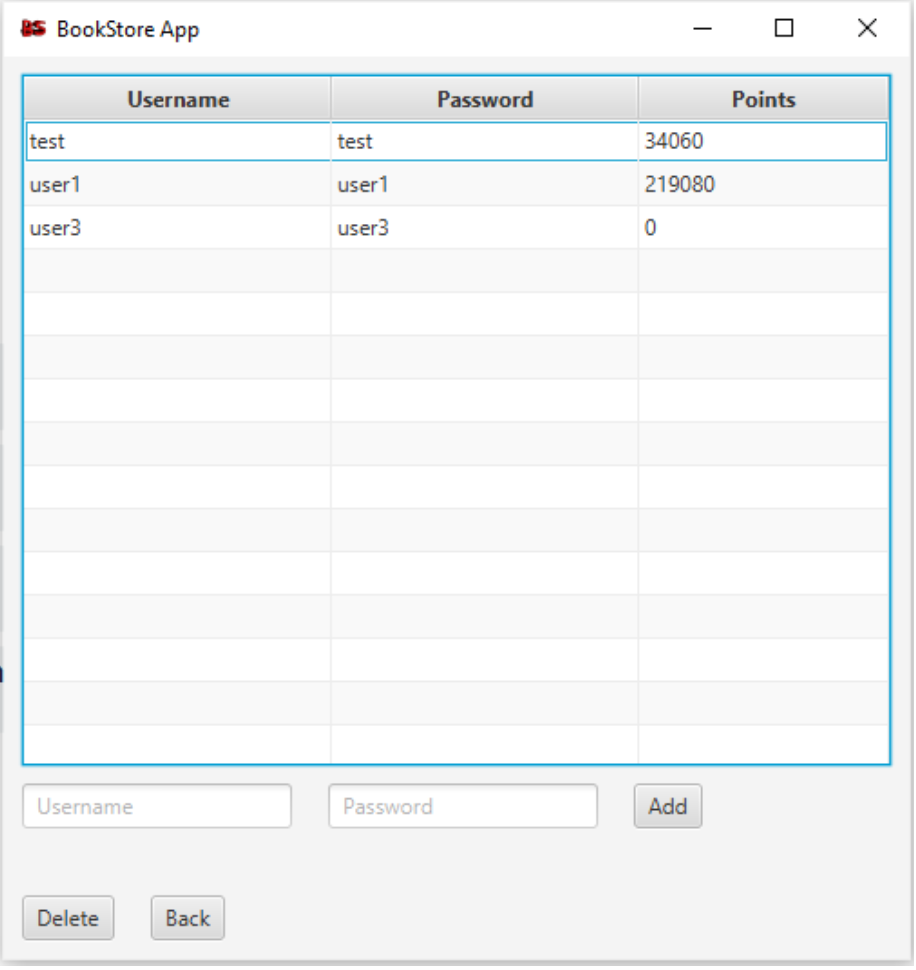 BS BookStore App
Username Password Points
test test 34060
user1 user1 219080
user3 user3 0
Username Password Add
Delete Back